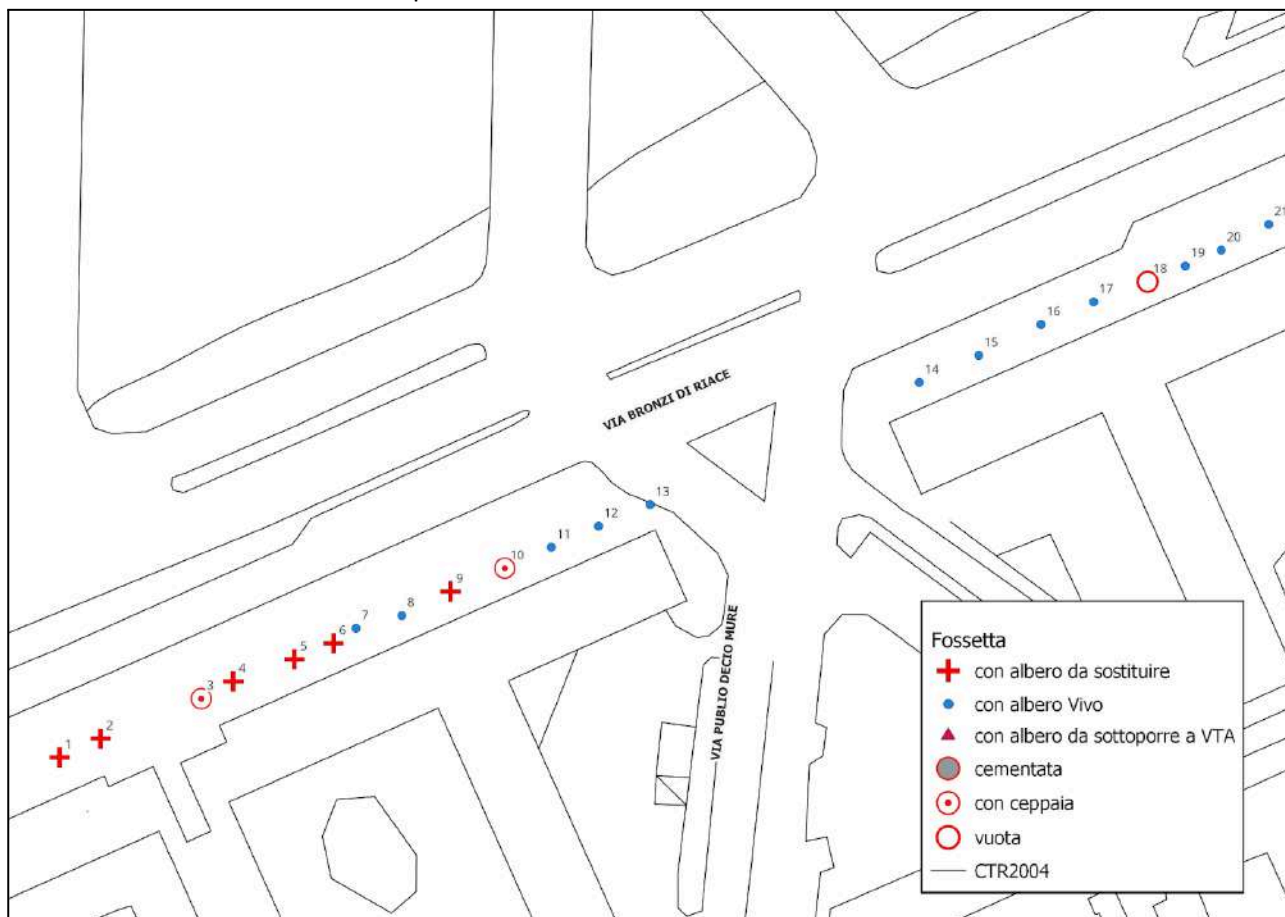 21
20
19
18
17
16
15
14
VIA BRONZI DI RIACE
13
12
11
10
9
8
7
6
5
4
3
2
1
VIA PUBLIO DECIO MURE
Fossetta
con albero da sostituire
con albero Vivo
con albero da sottoporre a VTA
cementata
con ceppaia
vuota
CTR2004